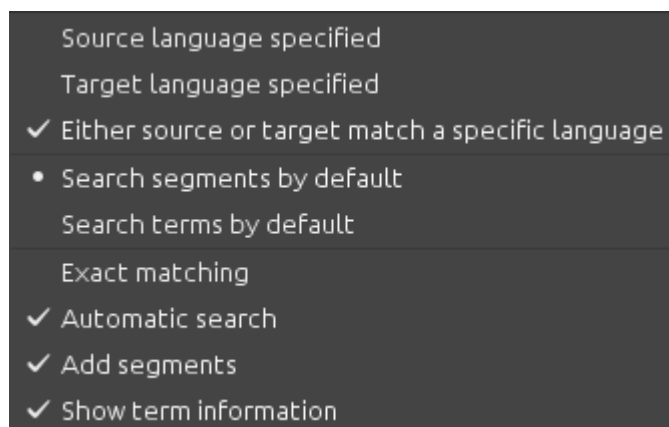 Source language specified
Target language specified
Either source or target match a specific language
Search segments by default
Search terms by default
Exact matching
Automatic search
Add segments
Show term information